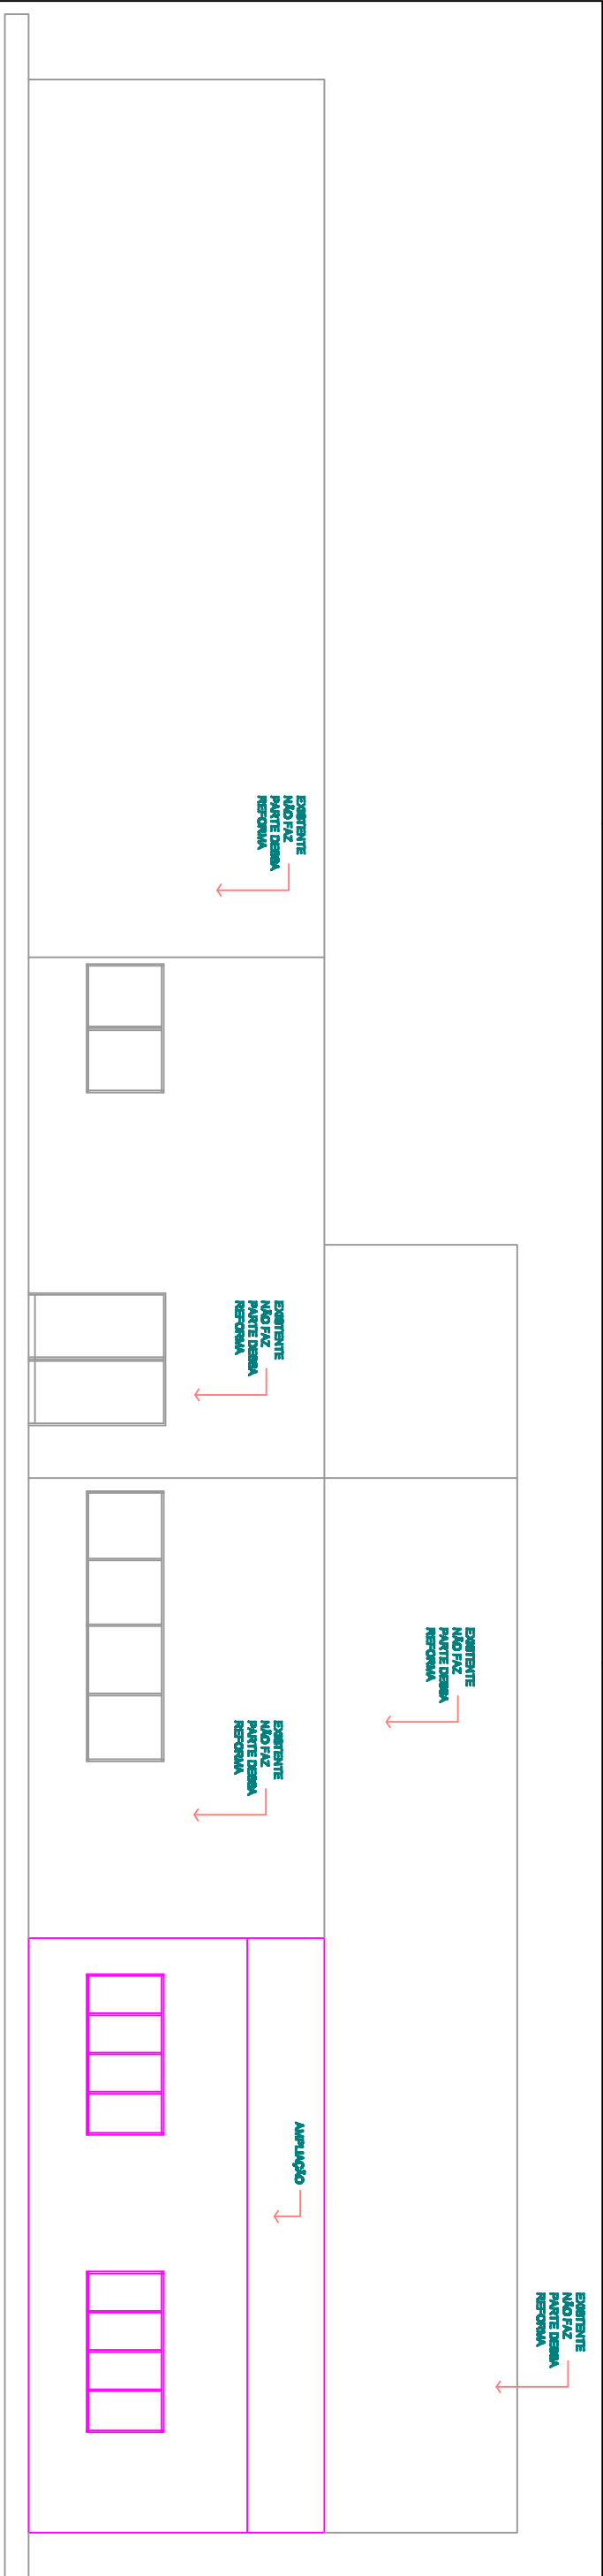 EXISTENTE
NÃO FAZ
PARTE DESSA
REFORMA
EXISTENTE
NÃO FAZ
PARTE DESSA
REFORMA
EXISTENTE
NÃO FAZ
PARTE DESSA
REFORMA
EXISTENTE
NÃO FAZ
PARTE DESSA
REFORMA
AMPLIAÇÃO
EXISTENTE
NÃO FAZ
PARTE DESSA
REFORMA